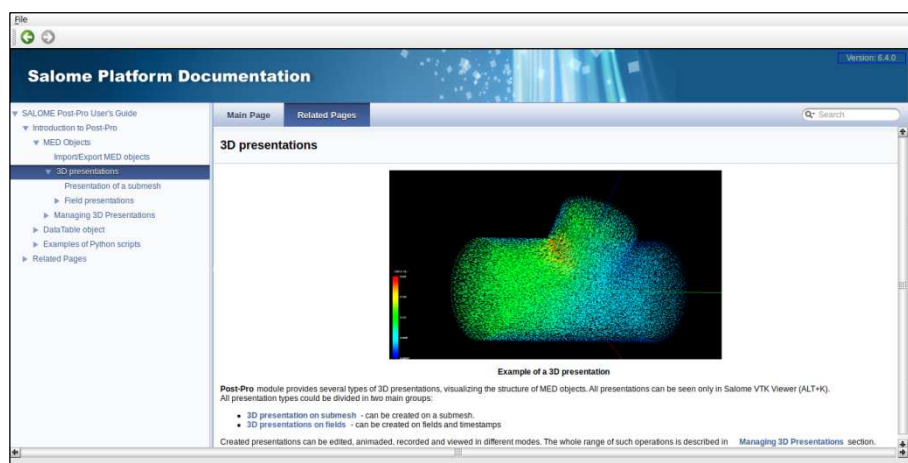 File
Salome Platform Documentation
Version: 6.4.0
SALOME Post-Pro User's Guide
Introduction to Post-Pro
MED Objects
Import/Export MED objects
3D presentations
Presentation of a submesh
Field presentations
Managing 3D Presentations
DataTable object
Examples of Python scripts
Related Pages
Main Page
Related Pages
Search
3D presentations
Example of a 3D presentation
Post-Pro module provides several types of 3D presentations, visualizing the structure of MED objects. All presentations can be seen only in Salome VTK Viewer (ALT+K).
All presentation types could be divided in two main groups:
• 3D presentation on submesh - can be created on a submesh.
• 3D presentations on fields - can be created on fields and timestamps
Created presentations can be edited, animaded, recorded and viewed in different modes. The whole range of such operations is described in Managing 3D Presentations section.